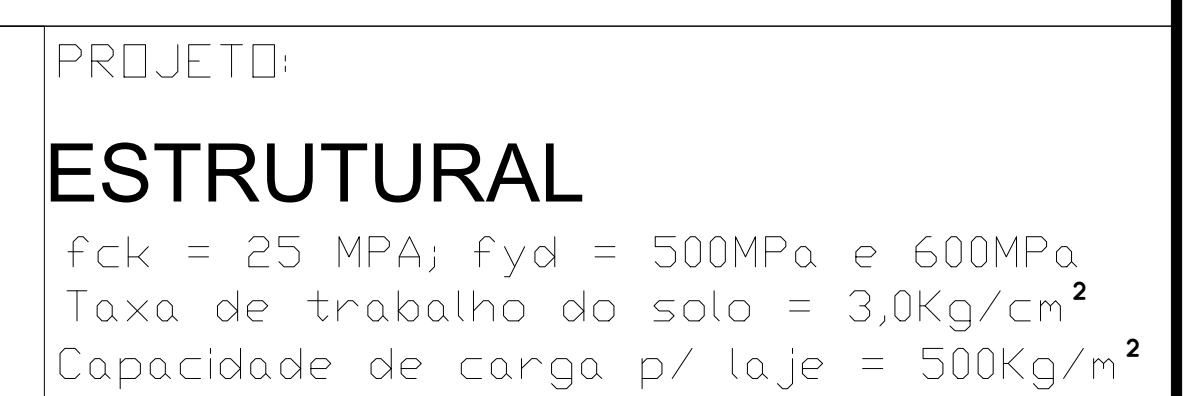 PROJETO:
ESTRUTURAL
fck = 25 MPA; fyd = 500MPa e 600MPa
Taxa de trabalho do solo = 3,0Kg/cm²
Capacidade de carga p/ laje = 500Kg/m²